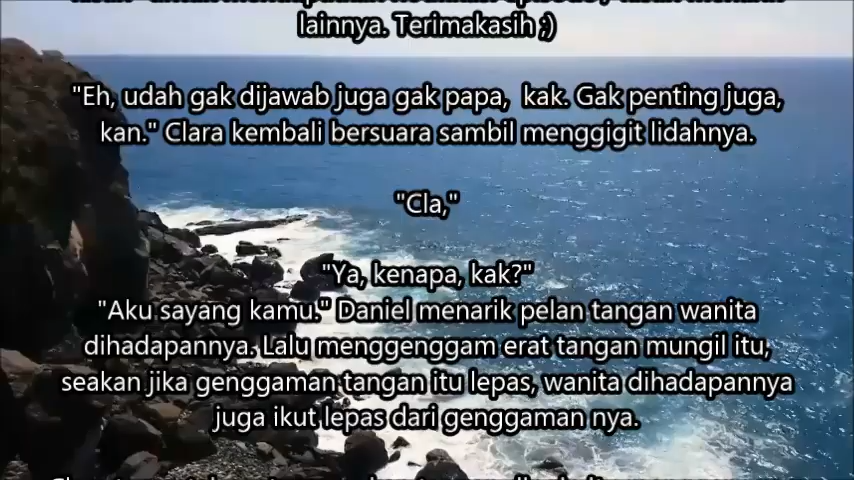 lainnya. Terimakasih ;)
"Eh, udah gak dijawab juga gak papa, kak. Gak penting juga,
kan." Clara kembali bersuara sambil menggigit lidahnya.
"Cla,"
"Ya, kenapa, kak?"
"Aku sayang kamu." Daniel menarik pelan tangan wanita
dihadapannya. Lalu menggenggam erat tangan mungil itu,
seakan jika genggaman tangan itu lepas, wanita dihadapannya
juga ikut lepas dari genggaman nya.